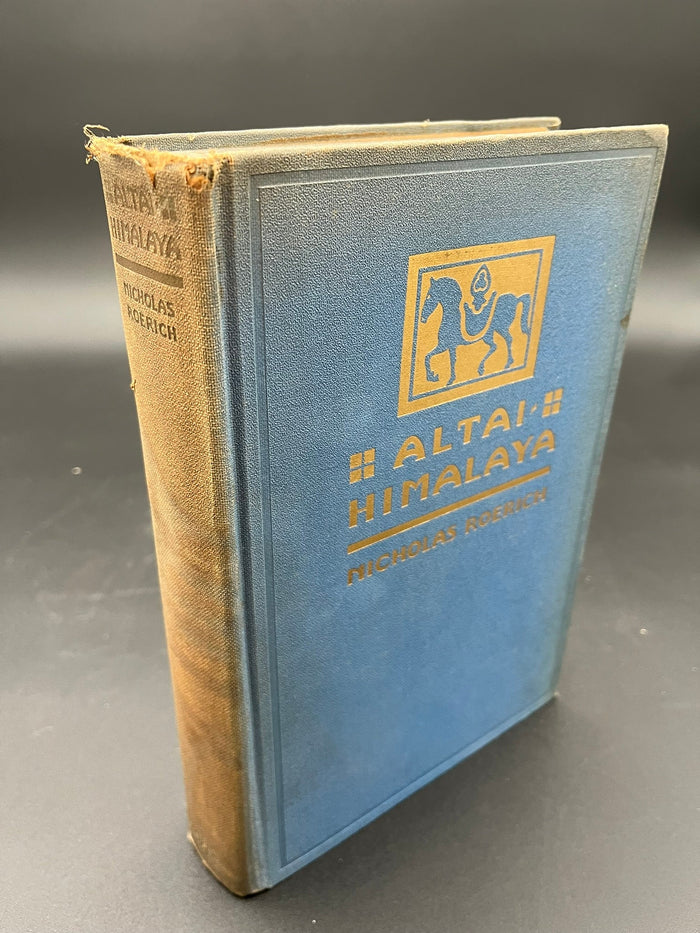 ALTAI-
HIMALAYA
NICHOLAS
ROERICH
ALTAI-
HIMALAYA
NICHOLAS ROERICH